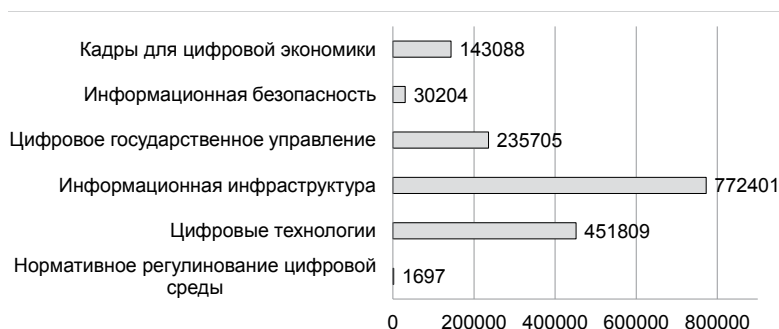 Кадры для цифровой экономики 143088
Информационная безопасность 30204
Цифровое государственное управление 235705
Информационная инфраструктура 772401
Цифровые технологии 451809
Нормативное регулинование цифровой
среды 1697
0 200000 400000 600000 800000